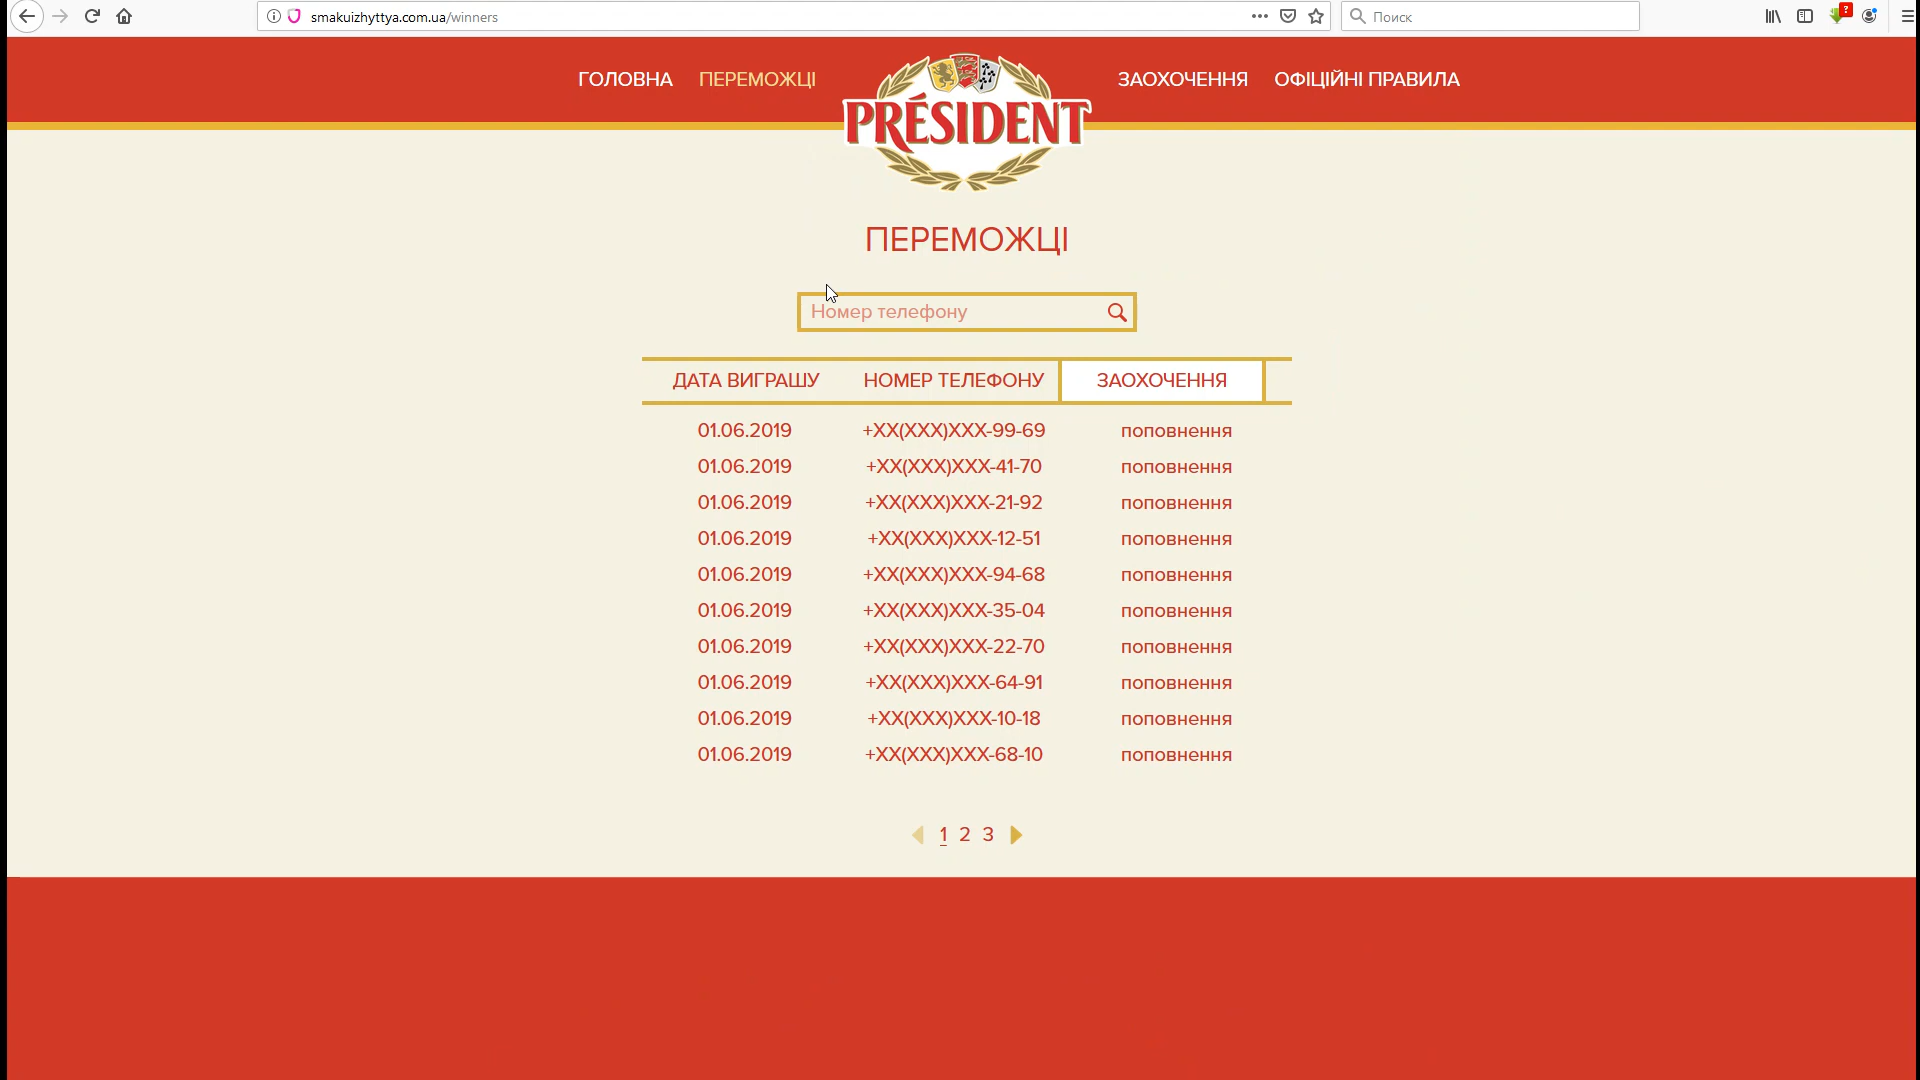 smakuizhyttya.com.ua/winners
Поиск
?
ГОЛОВНА ПЕРЕМОЖЦІ PRÉSIDENT ЗАОХОЧЕННЯ ОФІЦІЙНІ ПРАВИЛА
ПЕРЕМОЖЦІ
Номер телефону
ДАТА ВИГРАШУ НОМЕР ТЕЛЕФОНУ ЗАОХОЧЕННЯ
01.06.2019 +XX(XXX)XXX-99-69 поповнення
01.06.2019 +XX(XXX)XXX-41-70 поповнення
01.06.2019 +XX(XXX)XXX-21-92 поповнення
01.06.2019 +XX(XXX)XXX-12-51 поповнення
01.06.2019 +XX(XXX)XXX-94-68 поповнення
01.06.2019 +XX(XXX)XXX-35-04 поповнення
01.06.2019 +XX(XXX)XXX-22-70 поповнення
01.06.2019 +XX(XXX)XXX-64-91 поповнення
01.06.2019 +XX(XXX)XXX-10-18 поповнення
01.06.2019 +XX(XXX)XXX-68-10 поповнення
1 2 3